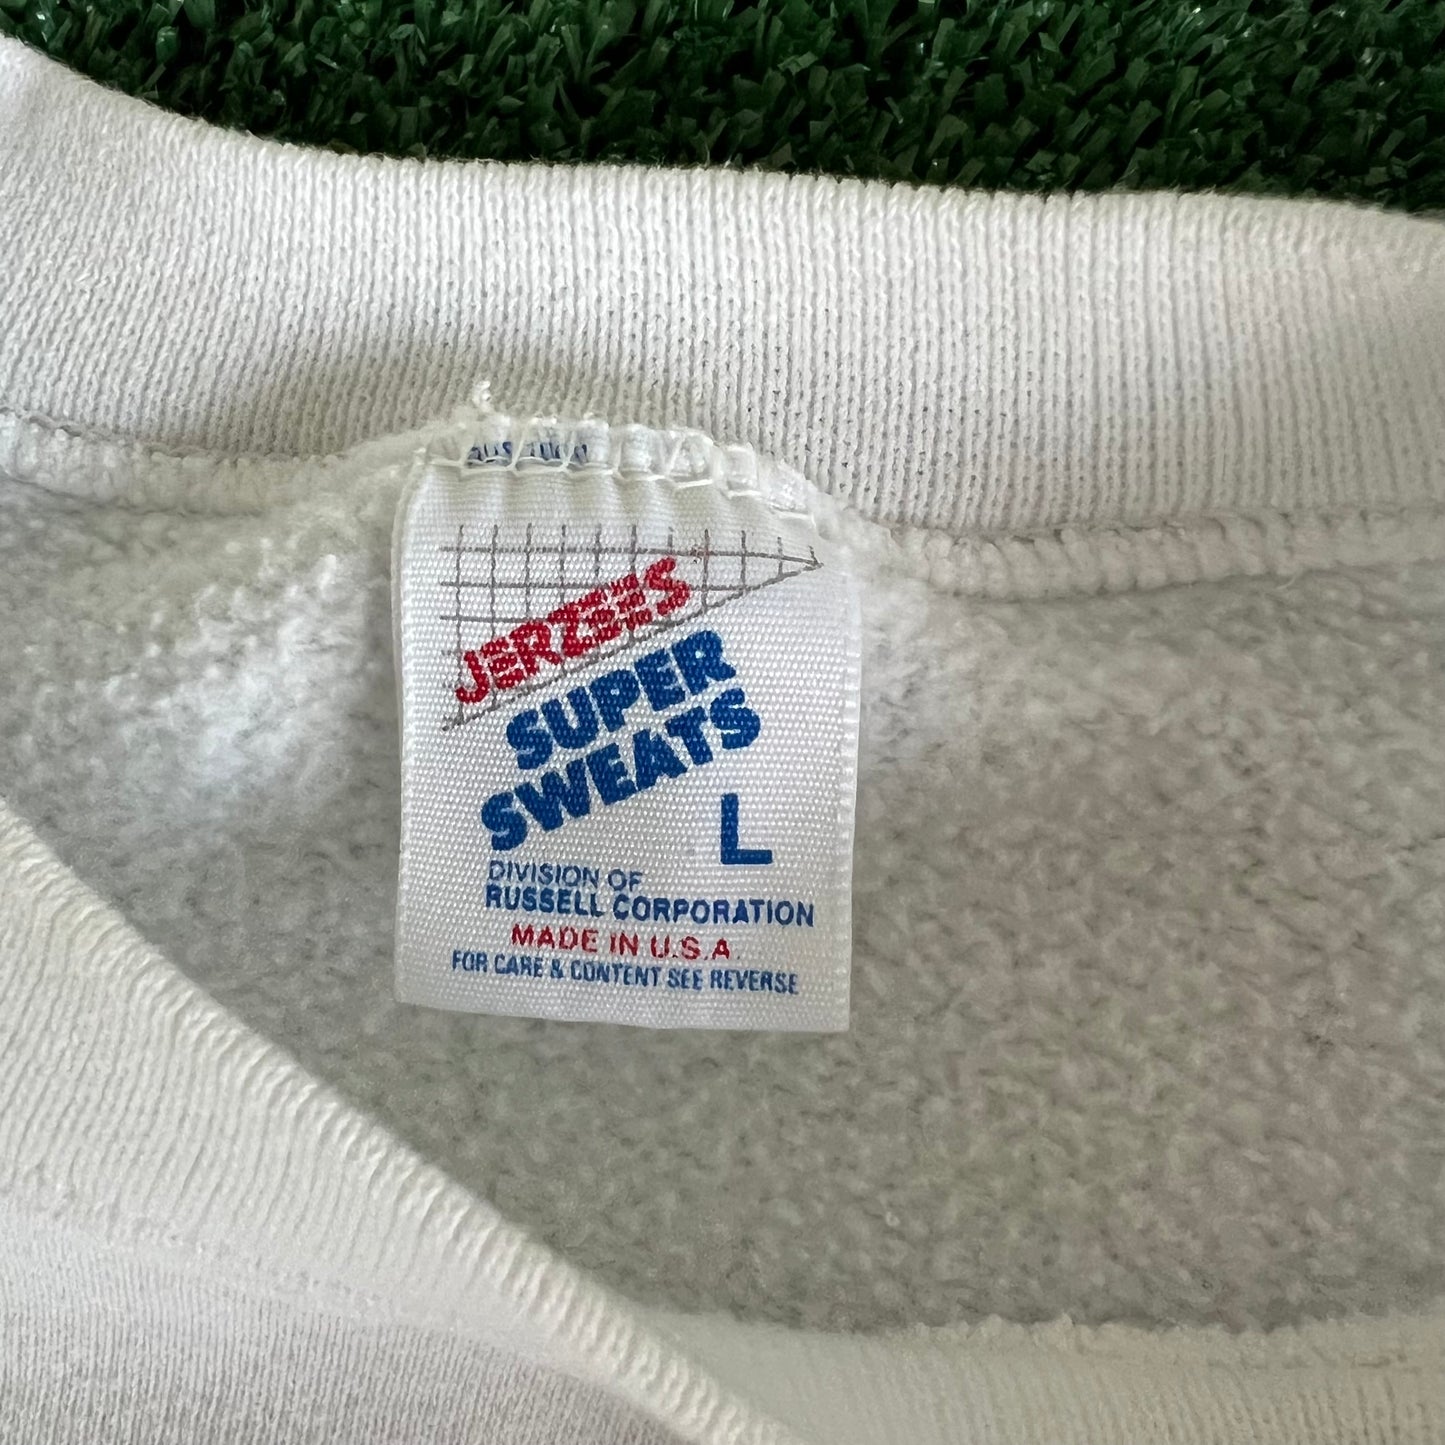 JERZEES
SUPER
SWEATS
L
DIVISION OF
RUSSELL CORPORATION
MADE IN U.S.A.
FOR CARE & CONTENT SEE REVERSE